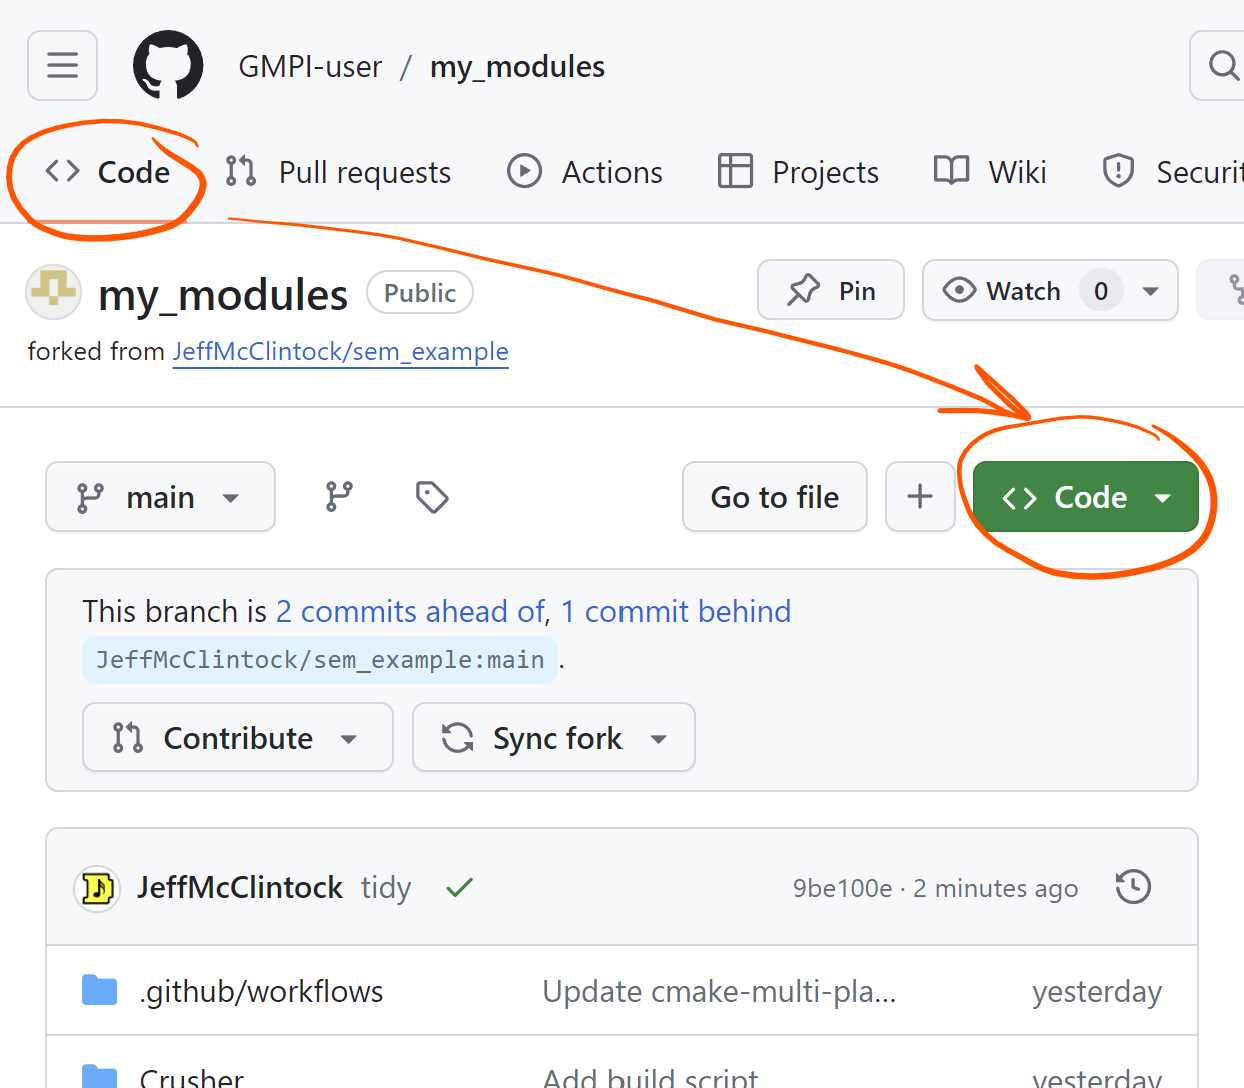 GMPI-user / my_modules
<> Code Pull requests Actions Projects Wiki Securit
my_modules Public Pin Watch 0
forked from JeffMcClintock/sem_example
main Go to file + <> Code
This branch is 2 commits ahead of, 1 commit behind
JeffMcClintock/sem_example:main .
Contribute Sync fork
JeffMcClintock tidy 9be100e · 2 minutes ago
.github/workflows Update cmake-multi-pla... yesterday
Crusher Add build script yesterday